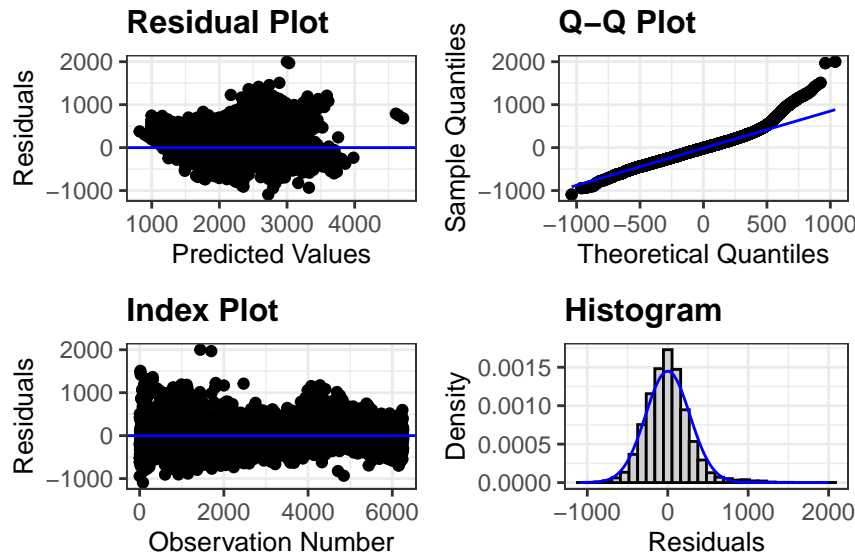 Residual Plot
Residuals
2000
1000
0
−1000
1000 2000 3000 4000
Predicted Values
Q−Q Plot
Sample Quantiles
2000
1000
0
−1000
−1000 −500 0 500 1000
Theoretical Quantiles
Index Plot
Residuals
2000
1000
0
−1000
0 2000 4000 6000
Observation Number
Histogram
Density
0.0015
0.0010
0.0005
0.0000
−1000 0 1000 2000
Residuals